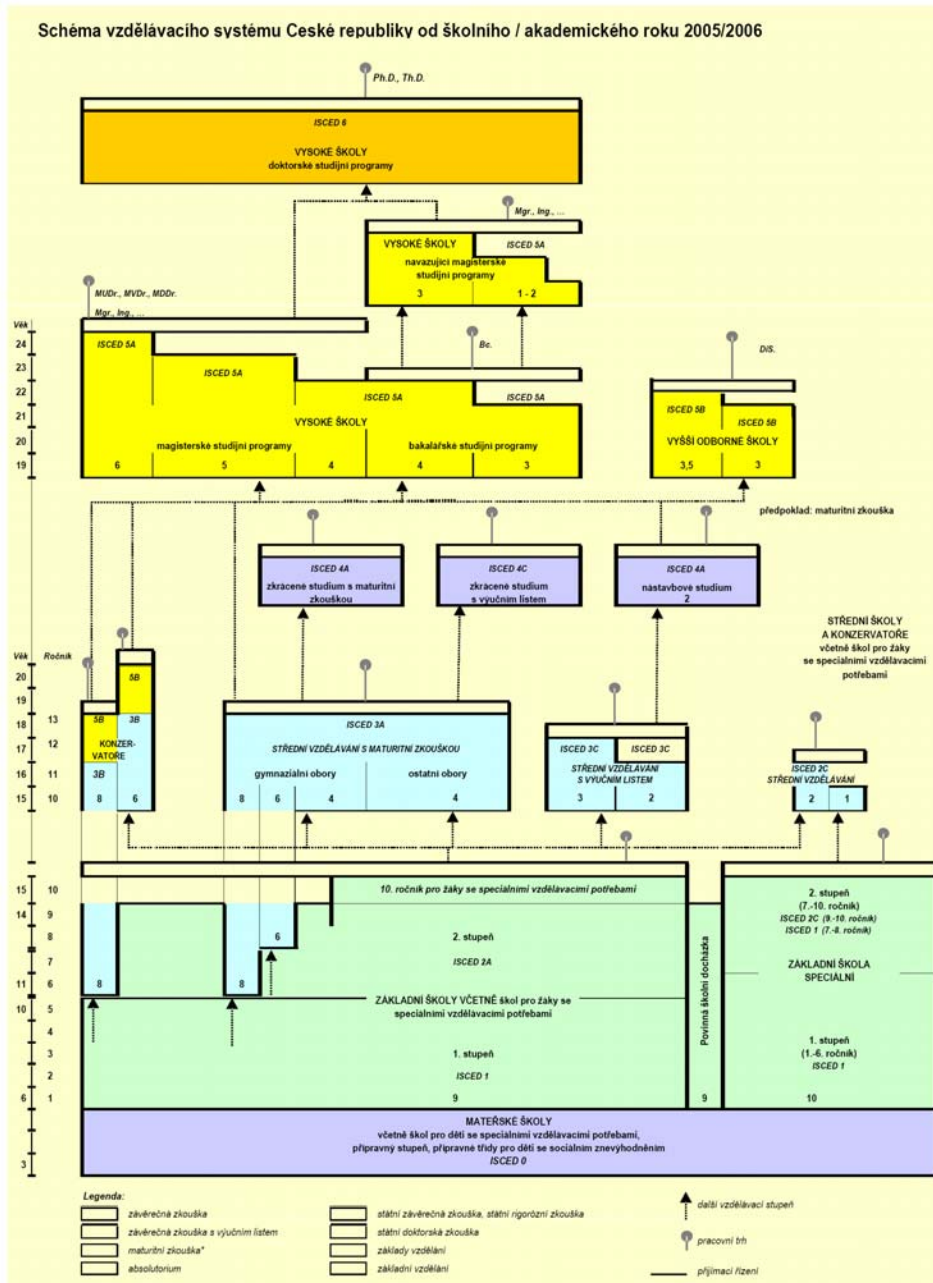 Schéma vzdělávacího systému České republiky od školního / akademického roku 2005/2006
Ph.D., Th.D.
ISCED 6
VYSOKÉ ŠKOLY
doktorské studijní programy
Mgr., Ing., ...
VYSOKÉ ŠKOLY
ISCED 5A
navazující magisterské
studijní programy
3
1 - 2
MUDr., MVDr., MDDr.
Mgr., Ing., ...
Věk
24
23
22
21
20
19
ISCED 5A
ISCED 5A
ISCED 5A
Bc.
ISCED 5A
VYSOKÉ ŠKOLY
magisterské studijní programy
bakalářské studijní programy
6
5
4
4
3
DiS.
ISCED 5B
ISCED 5B
VYŠŠÍ ODBORNÉ ŠKOLY
3,5
3
předpoklad: maturitní zkouška
ISCED 4A
zkrácené studium s maturitní
zkouškou
ISCED 4C
zkrácené studium
s výučním listem
ISCED 4A
nástavbové studium
2
STŘEDNÍ ŠKOLY
A KONZERVATOŘE
včetně škol pro žáky
se speciálními vzdělávacími
potřebami
Věk Ročník
20
19
18 13
17 12
16 11
15 10
5B
5B
3B
KONZER-
VATOŘE
3B
8
6
ISCED 3A
STŘEDNÍ VZDĚLÁVÁNÍ S MATURITNÍ ZKOUŠKOU
gymnaziální obory
ostatní obory
8
6
4
4
ISCED 3C
ISCED 3C
STŘEDNÍ VZDĚLÁVÁNÍ
S VÝUČNÍM LISTEM
3
2
ISCED 2C
STŘEDNÍ VZDĚLÁVÁNÍ
2
1
15 10
14 9
8
7
11 6
10 5
4
3
2
6 1
3
10. ročník pro žáky se speciálními vzdělávacími potřebami
6
8
8
2. stupeň
ISCED 2A
ZÁKLADNÍ ŠKOLY VČETNĚ škol pro žáky se
speciálními vzdělávacími potřebami
1. stupeň
ISCED 1
9
Povinná školní docházka
9
2. stupeň
(7.-10. ročník)
ISCED 2C (9.-10. ročník)
ISCED 1 (7.-8. ročník)
ZÁKLADNÍ ŠKOLA
SPECIÁLNÍ
1. stupeň
(1.-6. ročník)
ISCED 1
10
MATEŘSKÉ ŠKOLY
včetně škol pro děti se speciálními vzdělávacími potřebami,
přípravný stupeň, přípravné třídy pro děti se sociálním znevýhodněním
ISCED 0
Legenda:
závěrečná zkouška
závěrečná zkouška s výučním listem
maturitní zkouška*
absolutorium
státní závěrečná zkouška, státní rigorózní zkouška
státní doktorská zkouška
základy vzdělání
základní vzdělání
další vzdělávací stupeň
pracovní trh
přijímací řízení